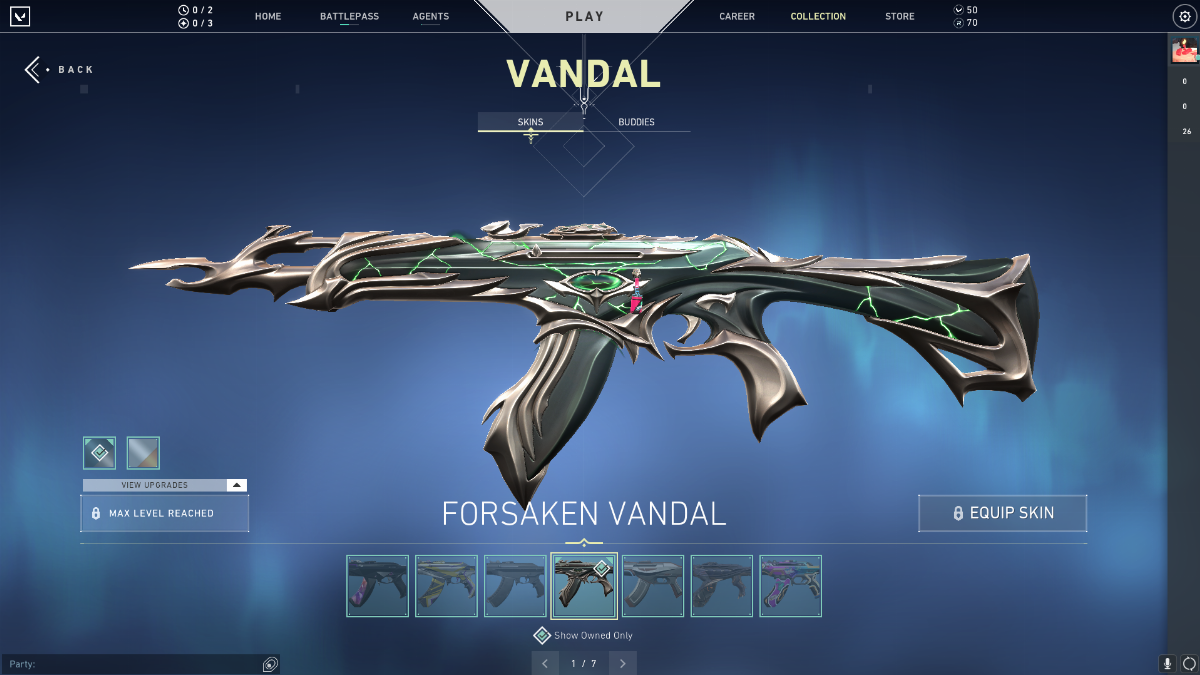 0 / 2
0 / 3
HOME
BATTLEPASS
AGENTS
PLAY
CAREER
COLLECTION
STORE
50
70
BACK
VANDAL
SKINS
BUDDIES
0
0
26
VIEW UPGRADES
MAX LEVEL REACHED
FORSAKEN VANDAL
EQUIP SKIN
Show Owned Only
1 / 7
Party: